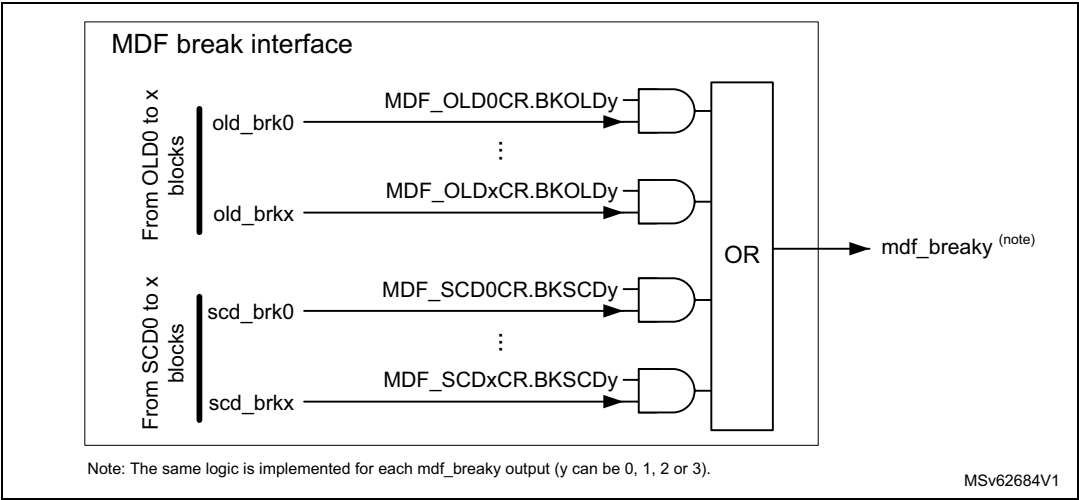 MDF break interface
From OLD0 to x
blocks
old_brk0
MDF_OLD0CR.BKOLDy
⋮
old_brkx
MDF_OLDxCR.BKOLDy
From SCD0 to x
blocks
scd_brk0
MDF_SCD0CR.BKSCDy
⋮
scd_brkx
MDF_SCDxCR.BKSCDy
OR
mdf_breaky (note)
Note: The same logic is implemented for each mdf_breaky output (y can be 0, 1, 2 or 3).
MSv62684V1